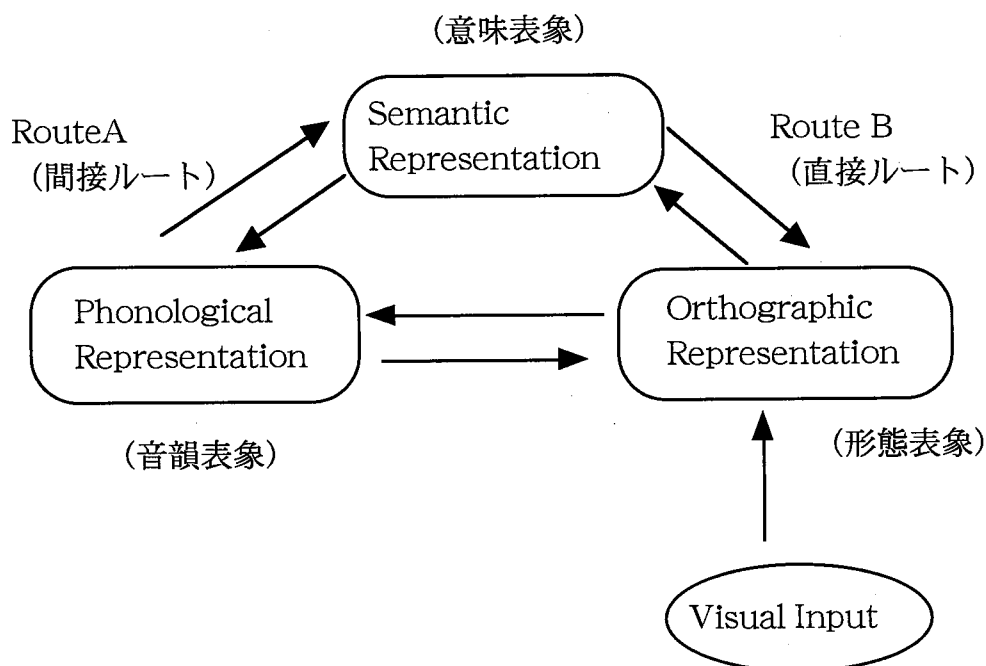 (意味表象)
Semantic
Representation
RouteA
(間接ルート)
Route B
(直接ルート)
Phonological
Representation
Orthographic
Representation
(音韻表象)
(形態表象)
Visual Input